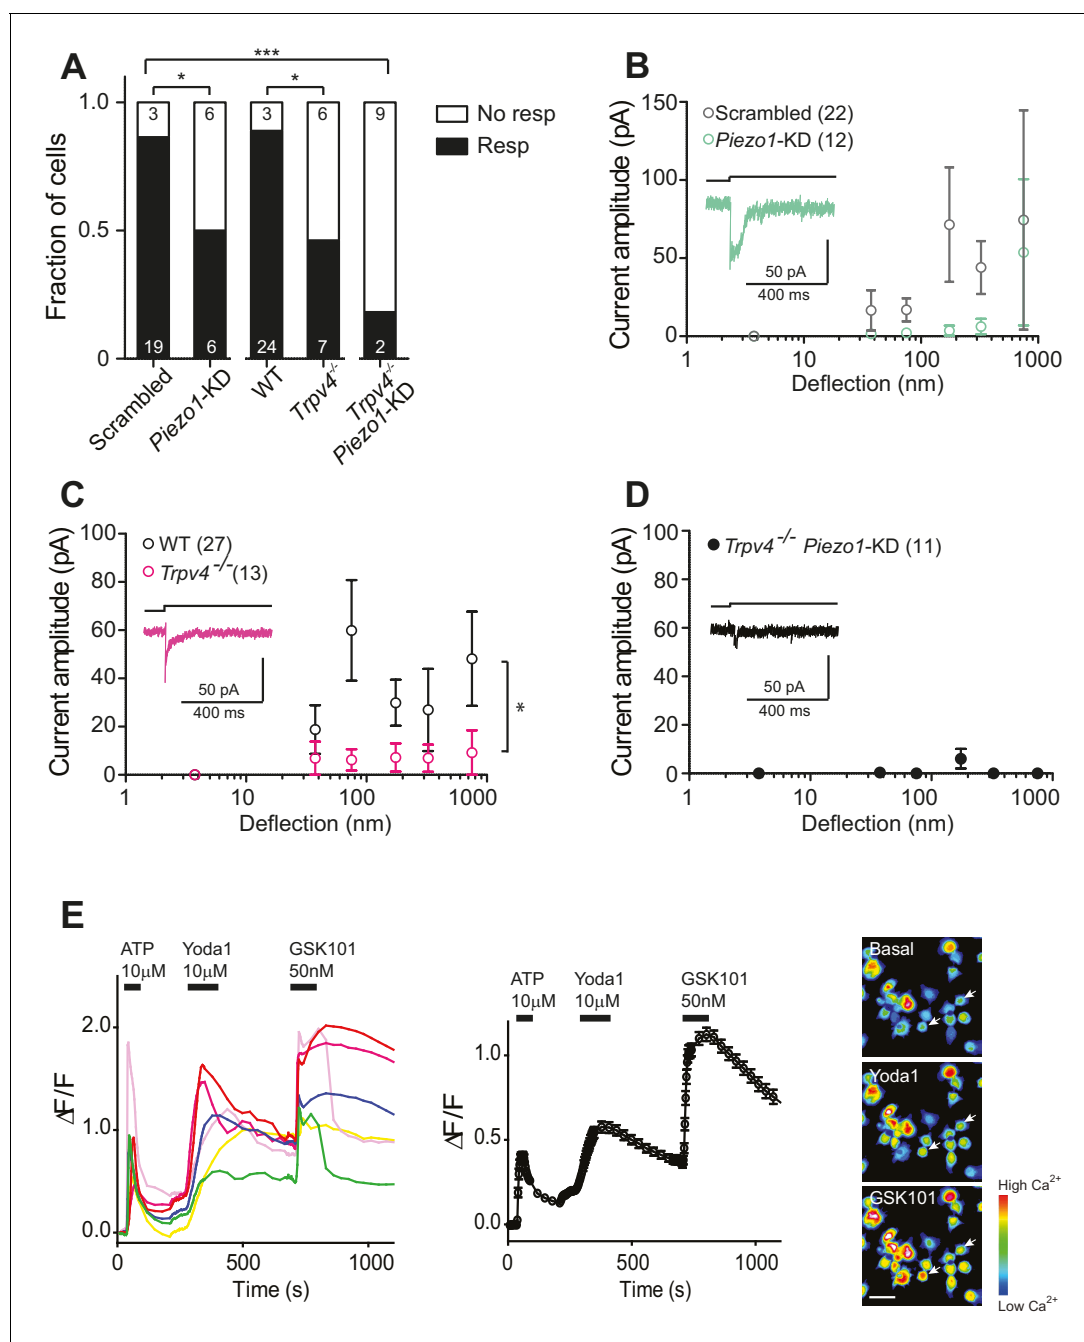 A
***
*
*
1.0
0.5
0
Fraction of cells
3
6
3
6
9
19
6
24
7
2
Scrambled
Piezo1-KD
WT
Trpv4-/-
Trpv4-/-
Piezo1-KD
No resp
Resp
B
150
100
50
0
Current amplitude (pA)
Scrambled (22)
Piezo1-KD (12)
50 pA
400 ms
1
10
100
1000
Deflection (nm)
C
100
80
60
40
20
0
Current amplitude (pA)
WT (27)
Trpv4 -/- (13)
50 pA
400 ms
*
1
10
100
1000
Deflection (nm)
D
100
80
60
40
20
0
Current amplitude (pA)
Trpv4 -/- Piezo1-KD (11)
50 pA
400 ms
1
10
100
1000
Deflection (nm)
E
ATP
10µM
Yoda1
10µM
GSK101
50nM
2.0
1.0
0.0
ΔF/F
0
500
1000
Time (s)
ATP
10µM
Yoda1
10µM
GSK101
50nM
1.0
0.5
0.0
ΔF/F
0
500
1000
Time (s)
Basal
Yoda1
GSK101
High Ca2+
Low Ca2+